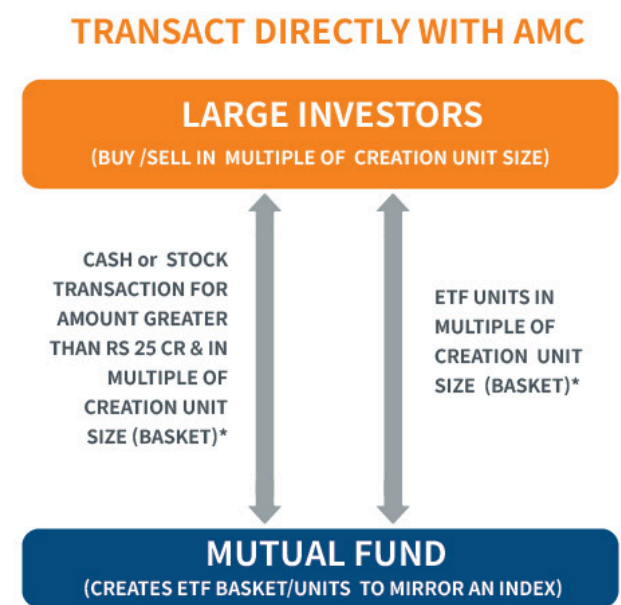 TRANSACT DIRECTLY WITH AMC
LARGE INVESTORS
(BUY /SELL IN MULTIPLE OF CREATION UNIT SIZE)
CASH or STOCK
TRANSACTION FOR
AMOUNT GREATER
THAN RS 25 CR & IN
MULTIPLE OF
CREATION UNIT
SIZE (BASKET)*
ETF UNITS IN
MULTIPLE OF
CREATION UNIT
SIZE (BASKET)*
MUTUAL FUND
(CREATES ETF BASKET/UNITS TO MIRROR AN INDEX)